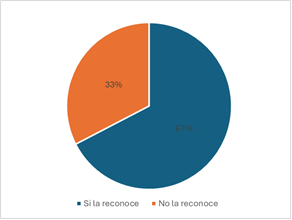 33%
67%
Si la reconoce
No la reconoce